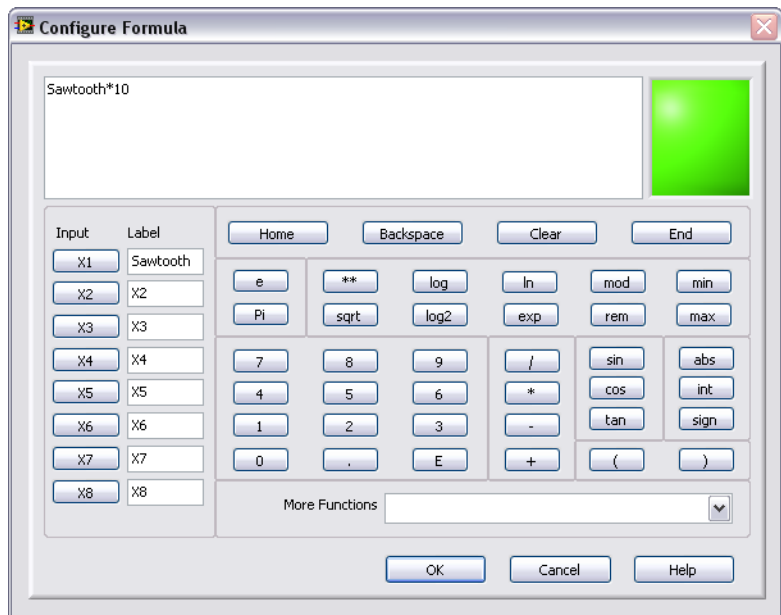 Configure Formula
Sawtooth*10
Input Label
Home Backspace Clear End
X1 Sawtooth
X2 X2
X3 X3
X4 X4
X5 X5
X6 X6
X7 X7
X8 X8
e ** log ln mod min
Pi sqrt log2 exp rem max
7 8 9 / sin abs
4 5 6 * cos int
1 2 3 - tan sign
0 . E + ( )
More Functions
OK Cancel Help